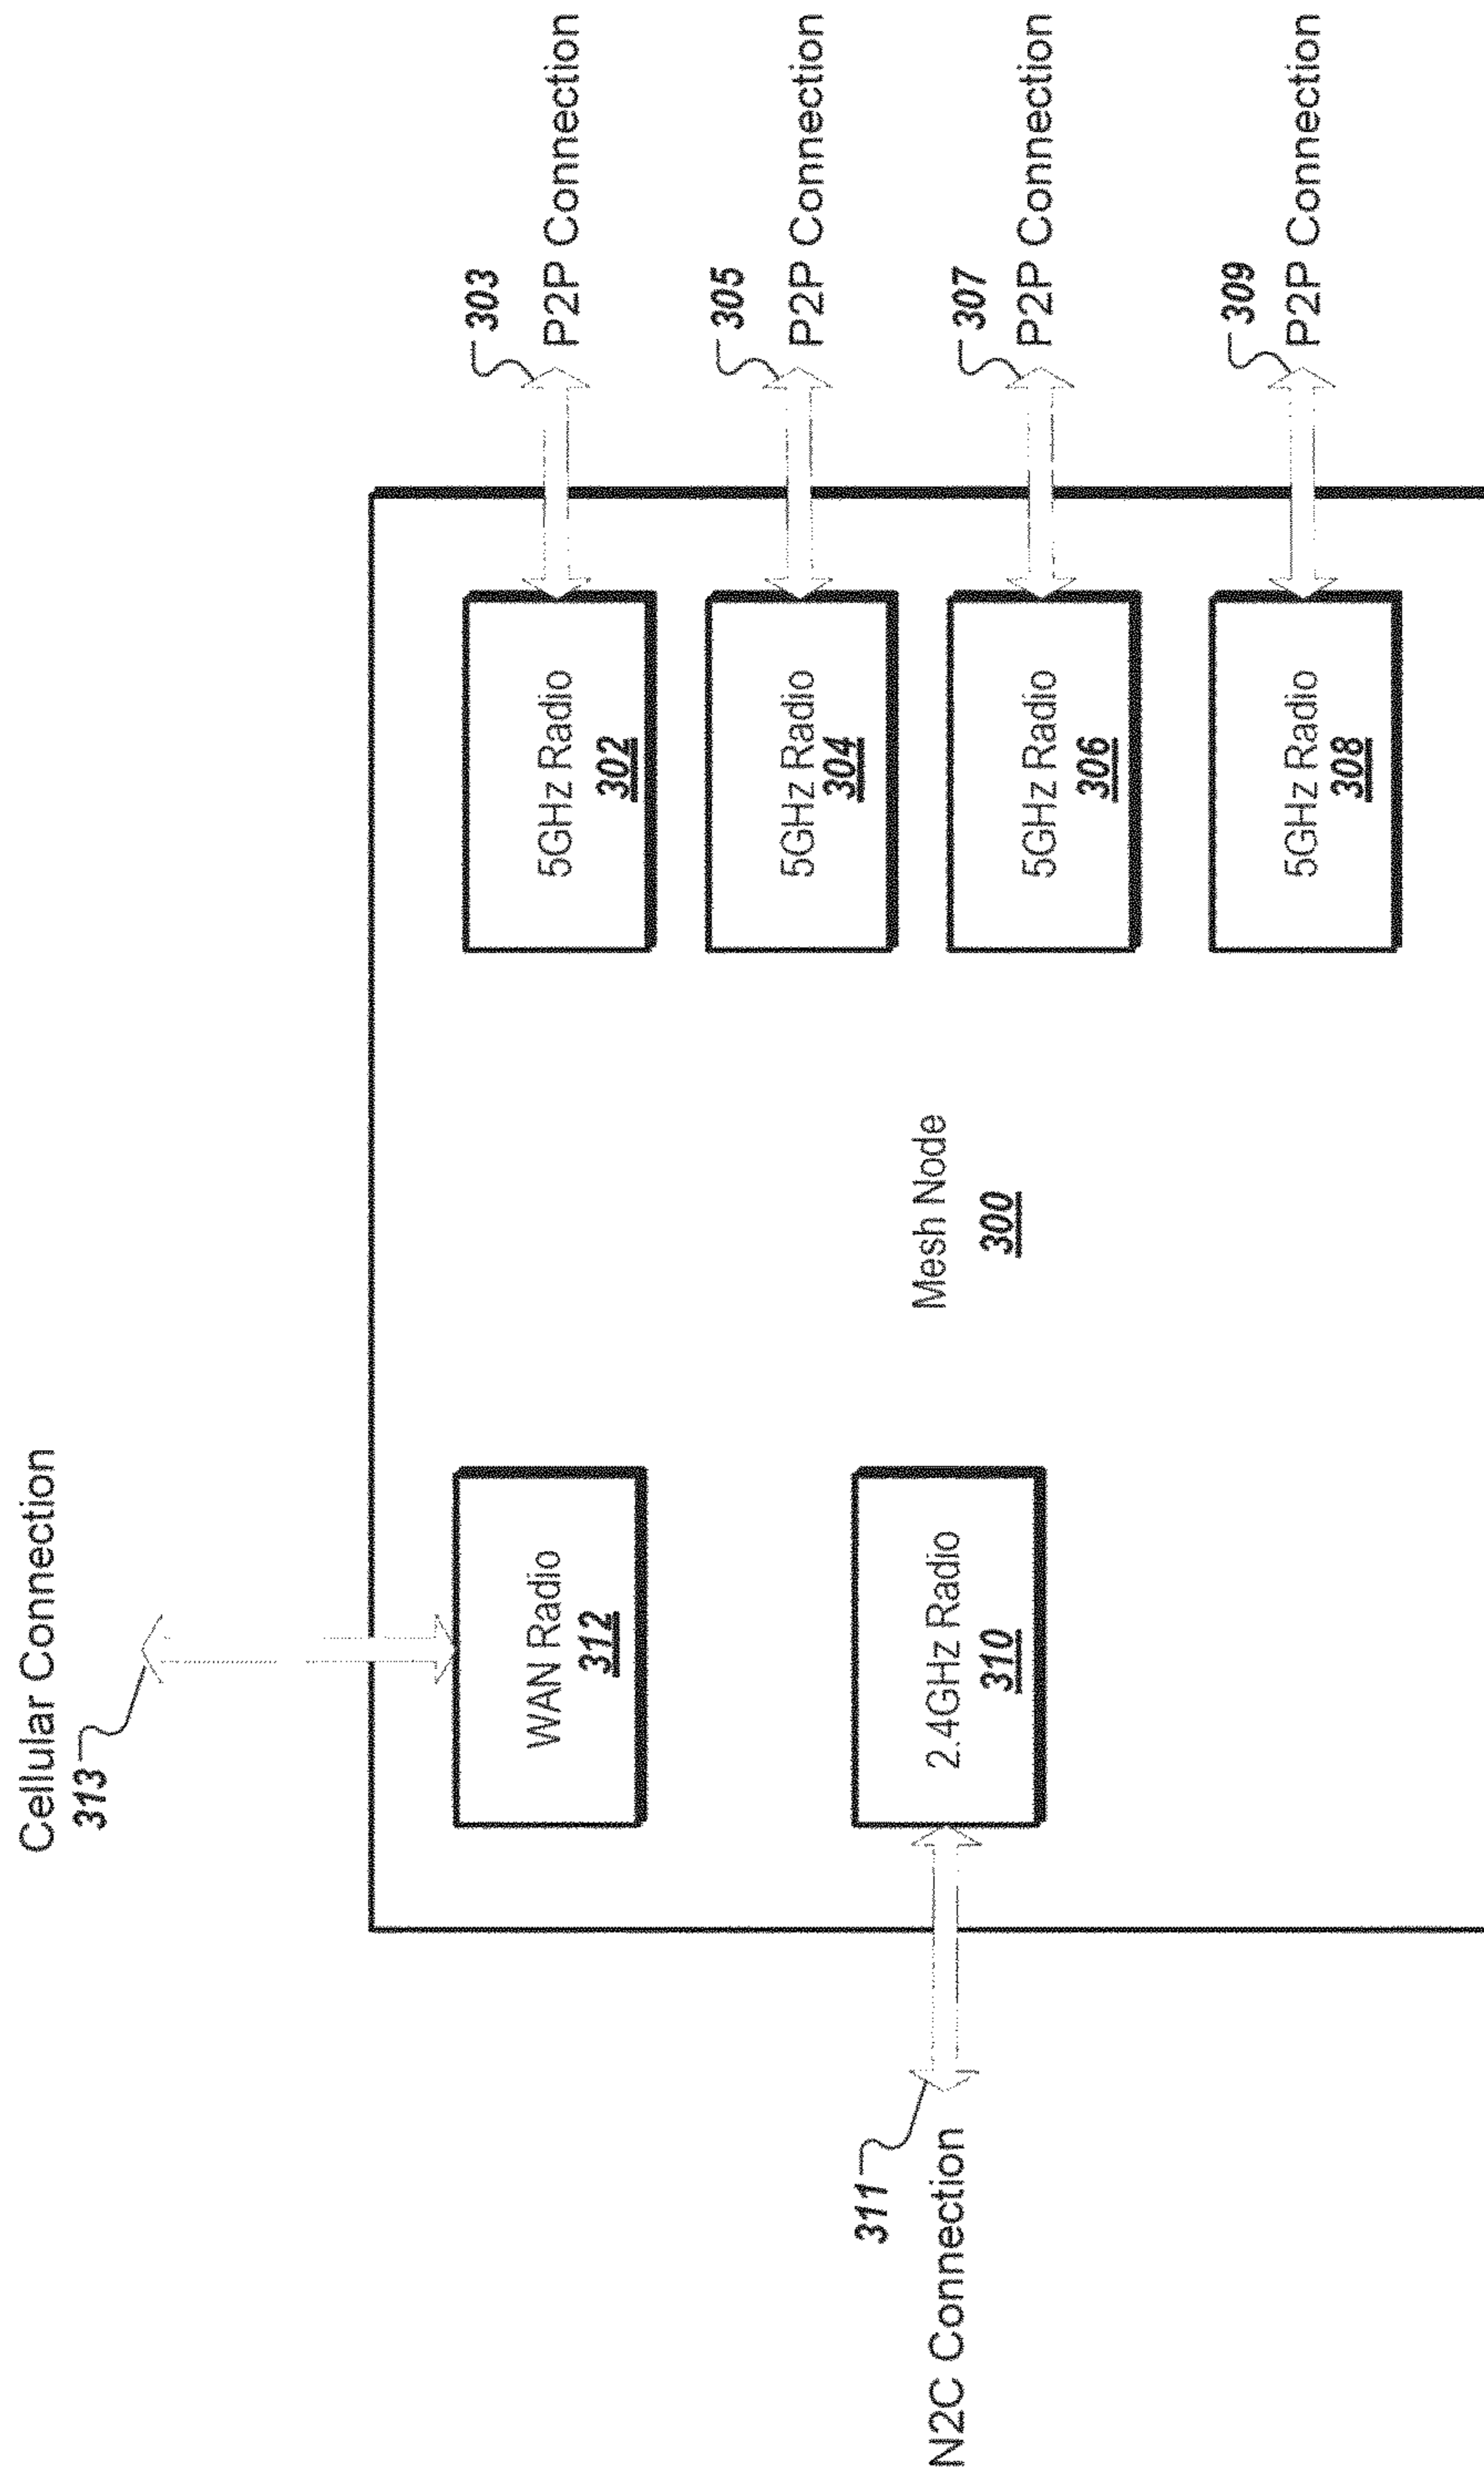 Cellular Connection
313
WAN Radio
312
5GHz Radio
302
303
P2P Connection
5GHz Radio
304
305
P2P Connection
311
N2C Connection
2.4GHz Radio
310
Mesh Node
300
5GHz Radio
306
307
P2P Connection
5GHz Radio
308
309
P2P Connection